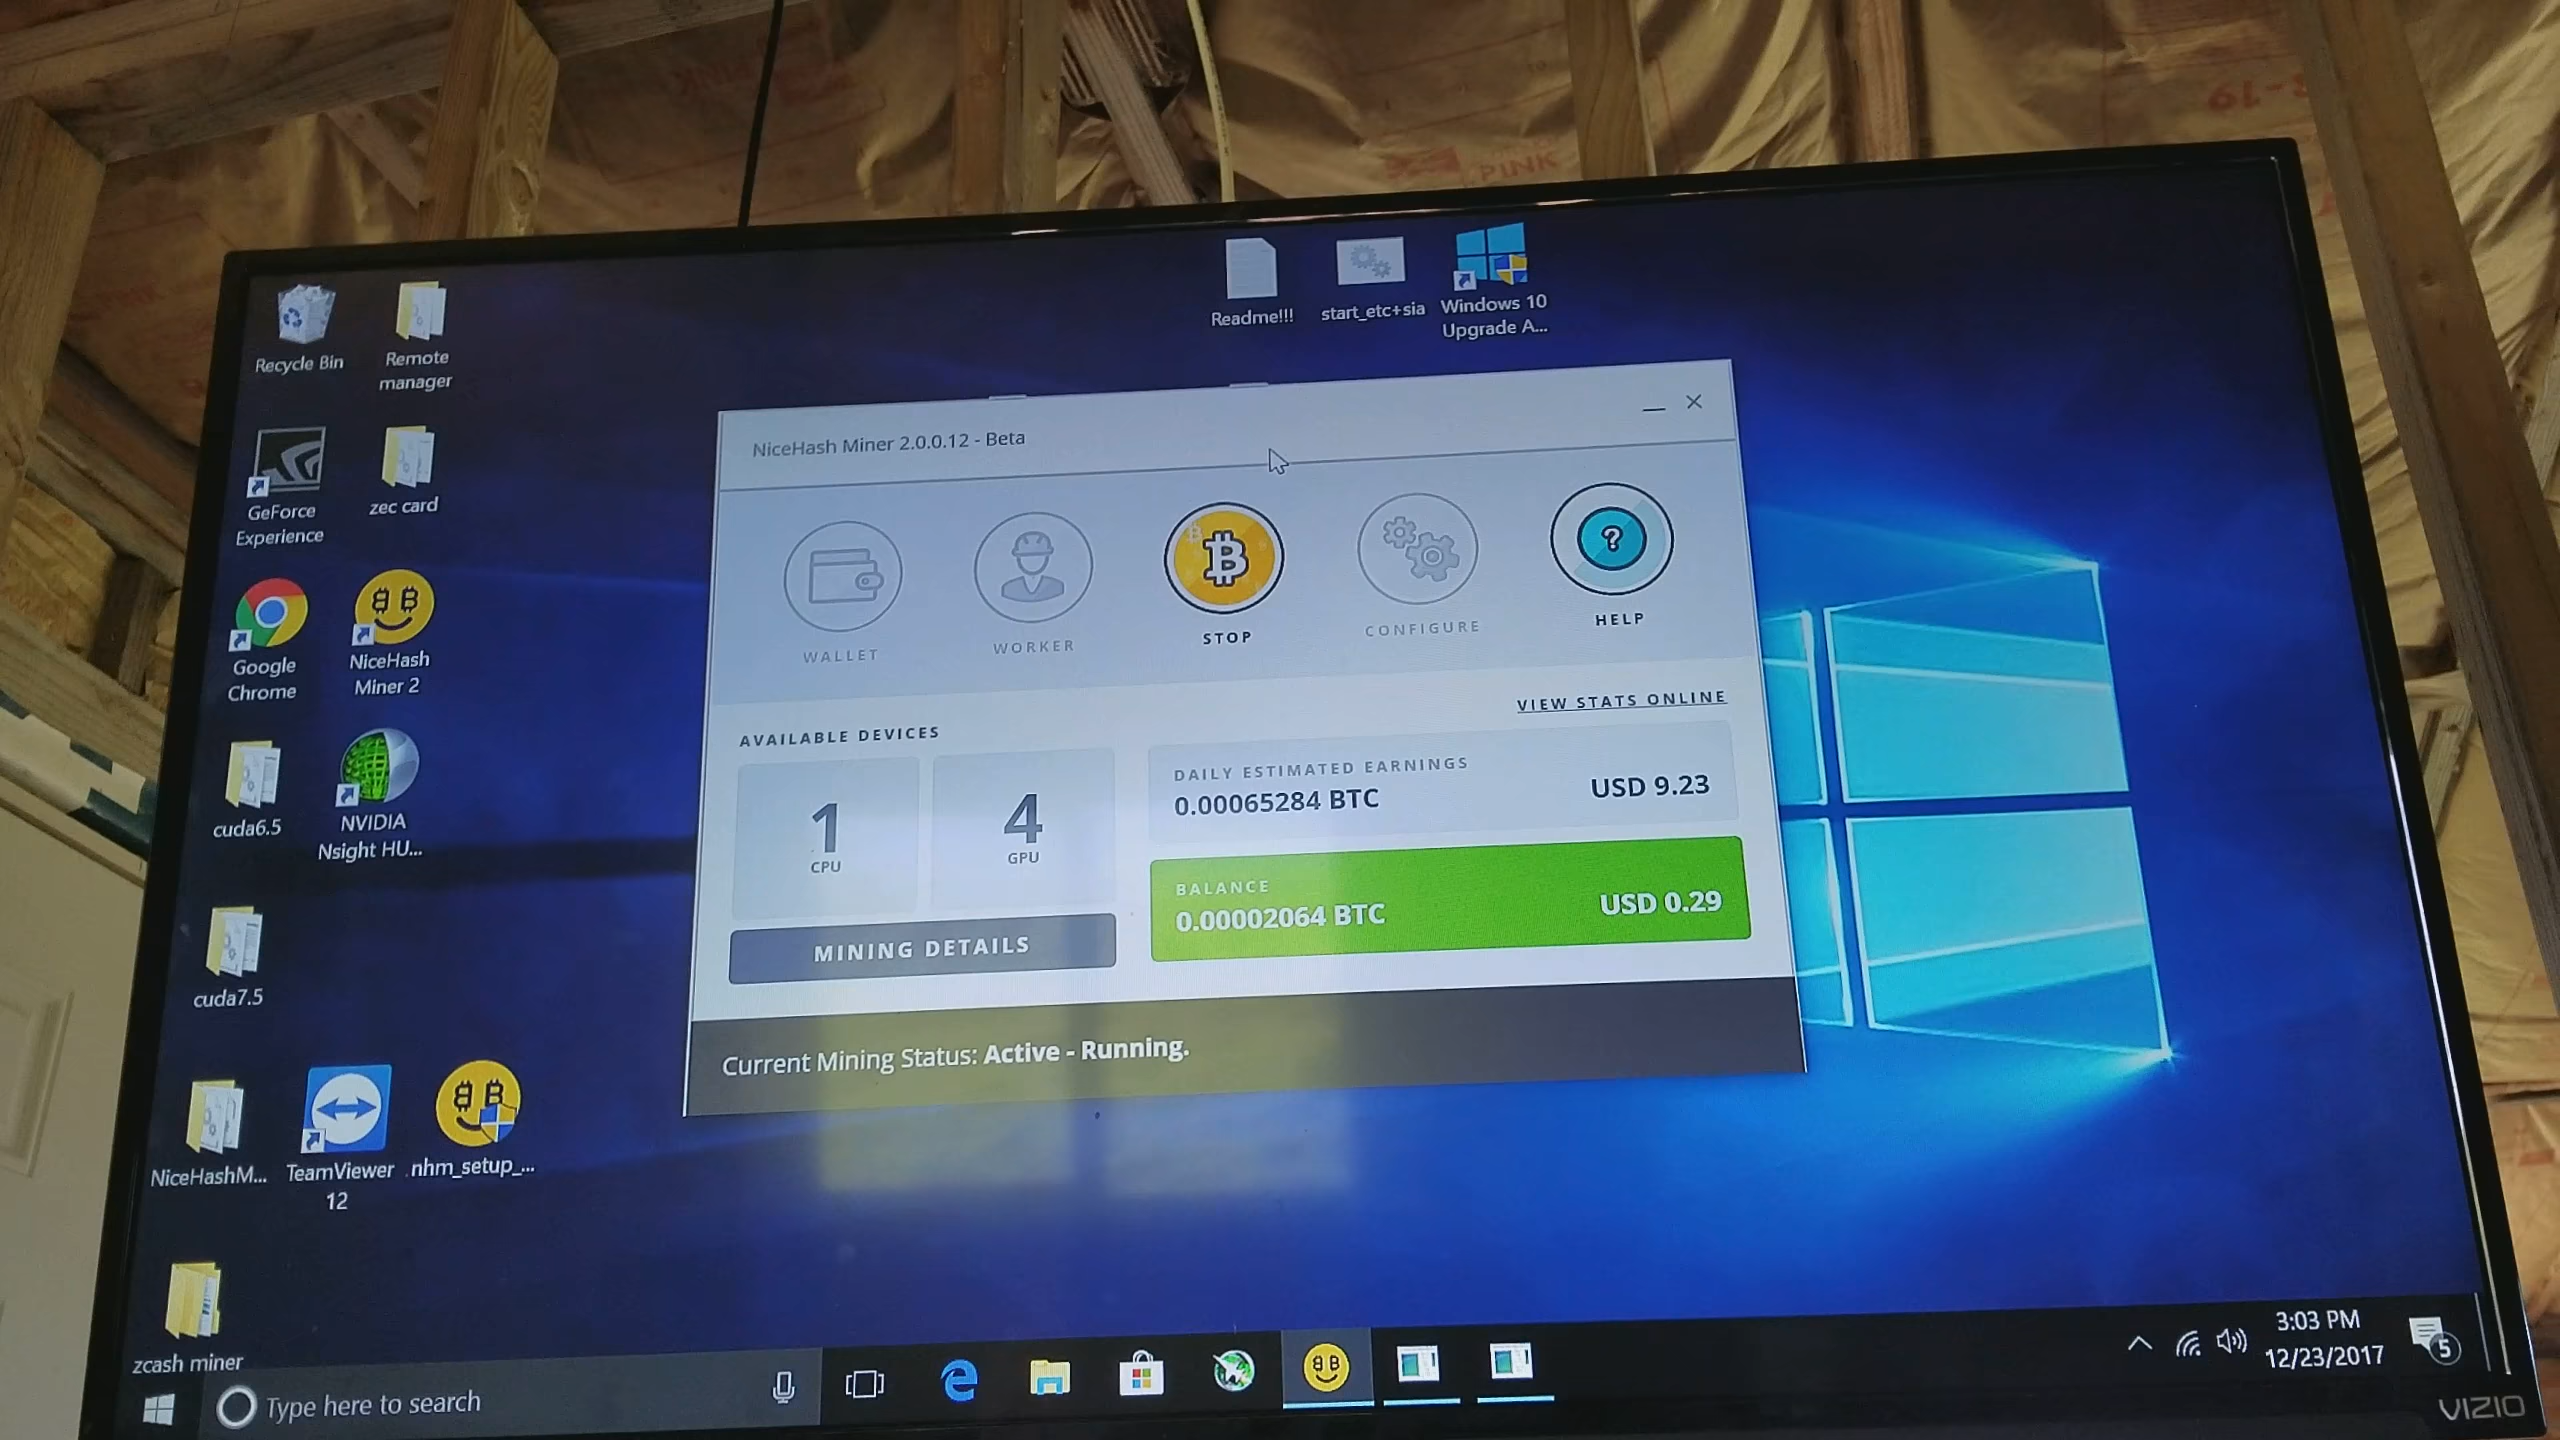 R-19
PINK
Recycle Bin
Remote
manager
Readme!!!
start_etc+sia
Windows 10
Upgrade A...
GeForce
Experience
zec card
Google
Chrome
NiceHash
Miner 2
cuda6.5
NVIDIA
Nsight HU...
cuda7.5
NiceHashM...
TeamViewer
12
nhm_setup_...
zcash miner
NiceHash Miner 2.0.0.12 - Beta
WALLET
WORKER
STOP
CONFIGURE
HELP
VIEW STATS ONLINE
AVAILABLE DEVICES
1
CPU
4
GPU
MINING DETAILS
DAILY ESTIMATED EARNINGS
0.00065284 BTC
USD 9.23
BALANCE
0.00002064 BTC
USD 0.29
Current Mining Status: Active - Running.
Type here to search
3:03 PM
12/23/2017
5
VIZIO